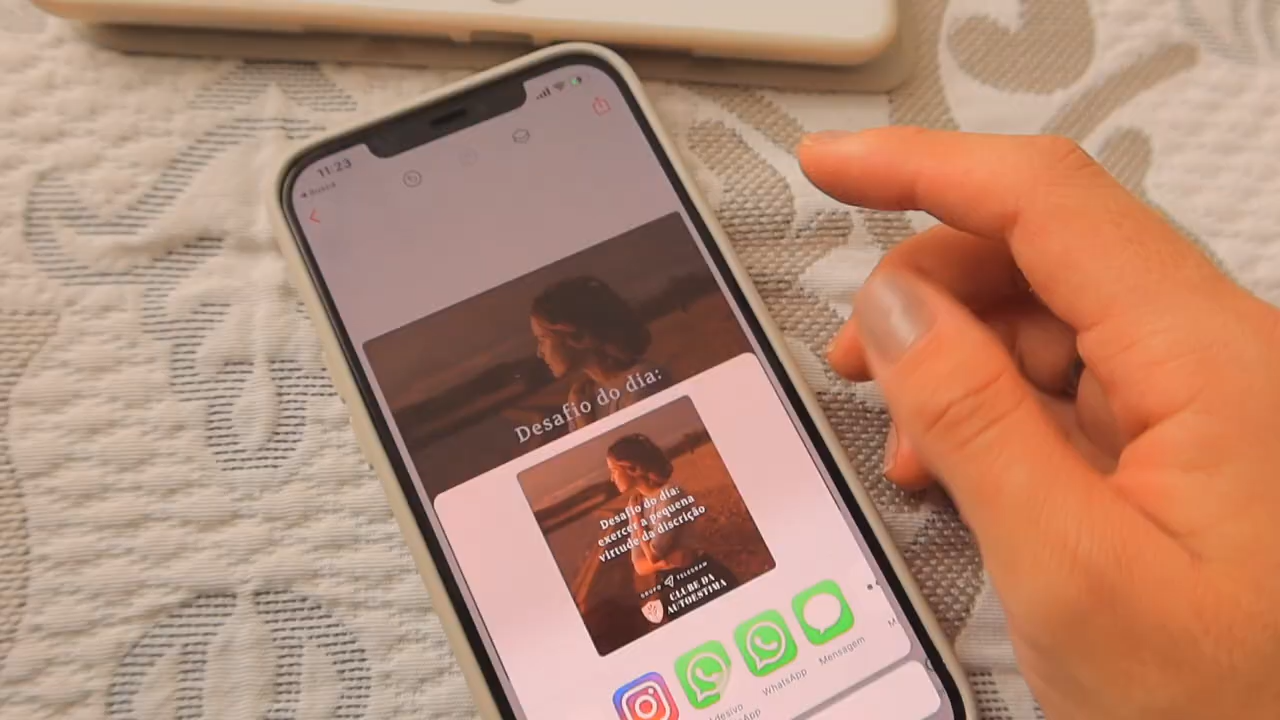 11:23
Busca
Desafio do dia:
Desafio do dia:
exercer a pequena
virtude da discrição
GRUPO TELEGRAM
CLUBE DA
AUTOESTIMA
WhatsApp
Mensagem